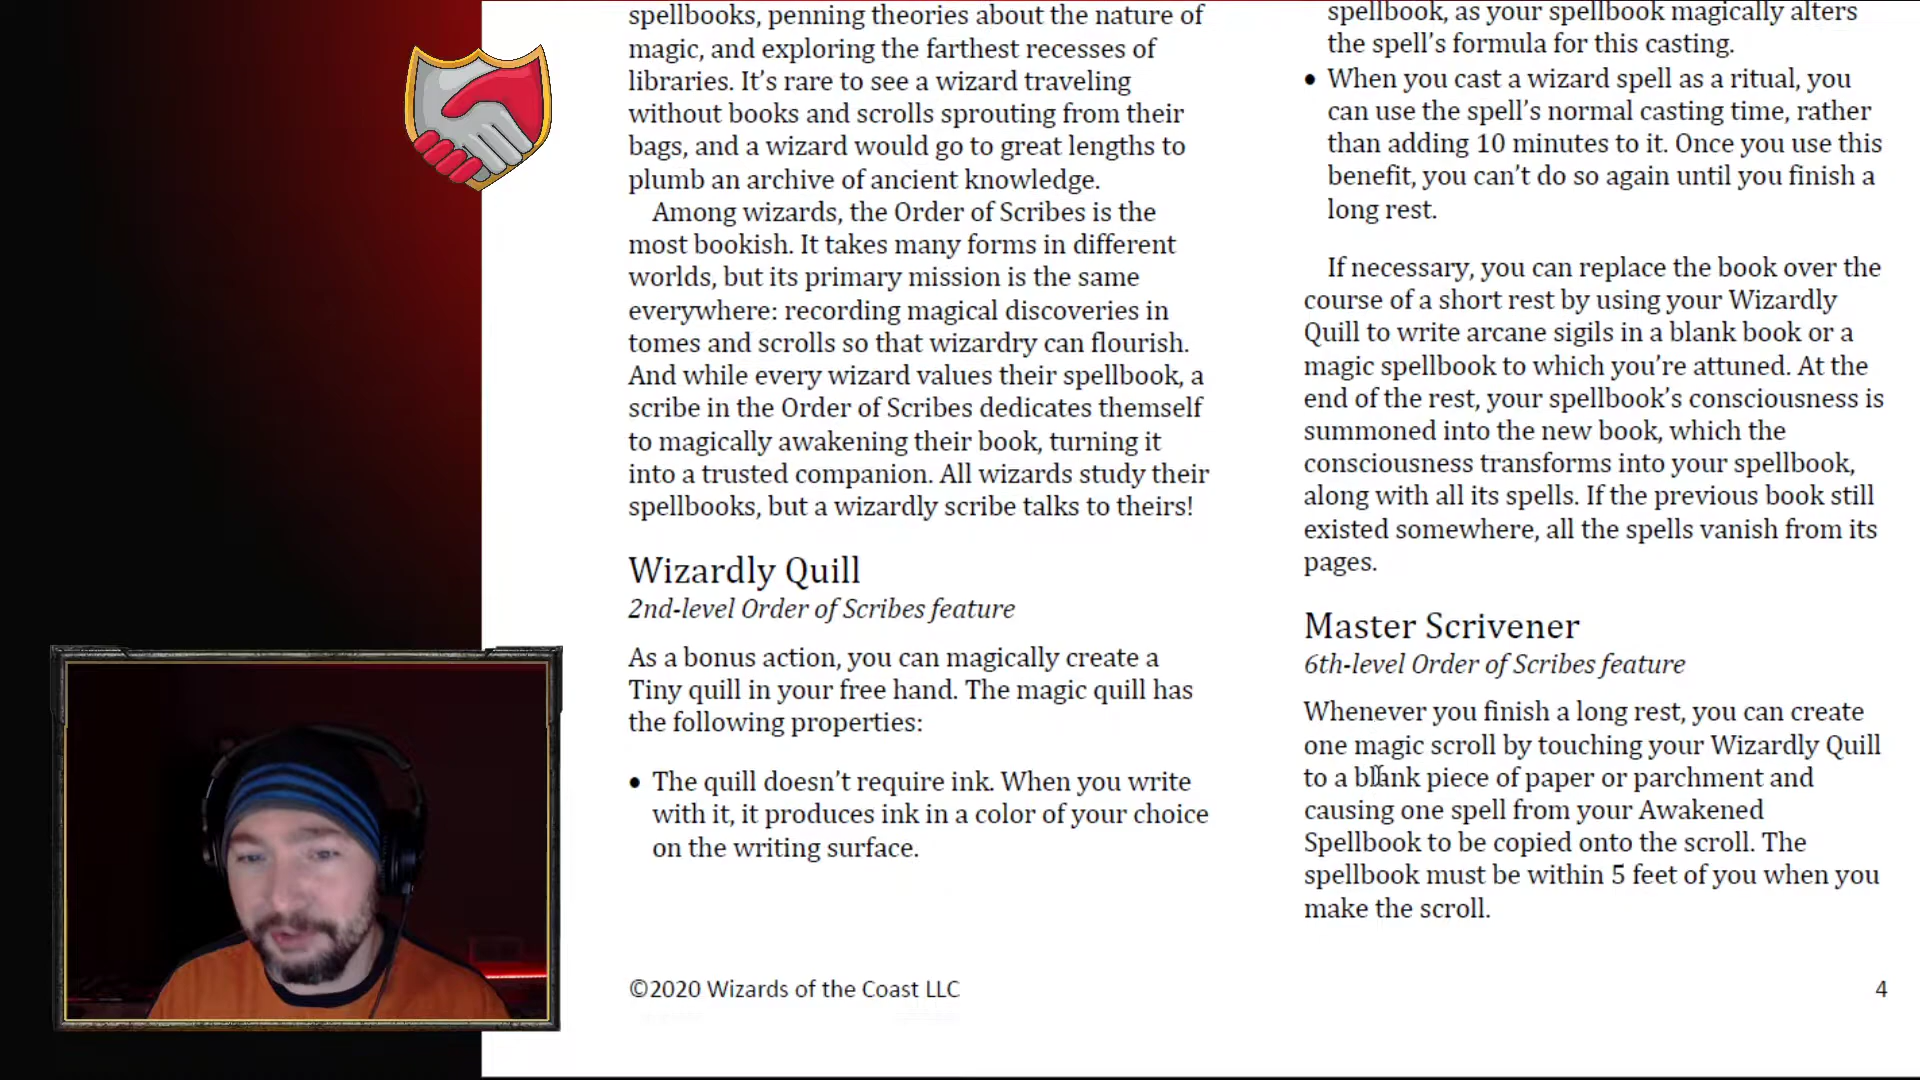 spellbooks, penning theories about the nature of
magic, and exploring the farthest recesses of
libraries. It’s rare to see a wizard traveling
without books and scrolls sprouting from their
bags, and a wizard would go to great lengths to
plumb an archive of ancient knowledge.
Among wizards, the Order of Scribes is the
most bookish. It takes many forms in different
worlds, but its primary mission is the same
everywhere: recording magical discoveries in
tomes and scrolls so that wizardry can flourish.
And while every wizard values their spellbook, a
scribe in the Order of Scribes dedicates themself
to magically awakening their book, turning it
into a trusted companion. All wizards study their
spellbooks, but a wizardly scribe talks to theirs!
Wizardly Quill
2nd-level Order of Scribes feature
As a bonus action, you can magically create a
Tiny quill in your free hand. The magic quill has
the following properties:
• The quill doesn’t require ink. When you write
with it, it produces ink in a color of your choice
on the writing surface.
spellbook, as your spellbook magically alters
the spell’s formula for this casting.
• When you cast a wizard spell as a ritual, you
can use the spell’s normal casting time, rather
than adding 10 minutes to it. Once you use this
benefit, you can’t do so again until you finish a
long rest.
If necessary, you can replace the book over the
course of a short rest by using your Wizardly
Quill to write arcane sigils in a blank book or a
magic spellbook to which you’re attuned. At the
end of the rest, your spellbook’s consciousness is
summoned into the new book, which the
consciousness transforms into your spellbook,
along with all its spells. If the previous book still
existed somewhere, all the spells vanish from its
pages.
Master Scrivener
6th-level Order of Scribes feature
Whenever you finish a long rest, you can create
one magic scroll by touching your Wizardly Quill
to a blank piece of paper or parchment and
causing one spell from your Awakened
Spellbook to be copied onto the scroll. The
spellbook must be within 5 feet of you when you
make the scroll.
©2020 Wizards of the Coast LLC
4